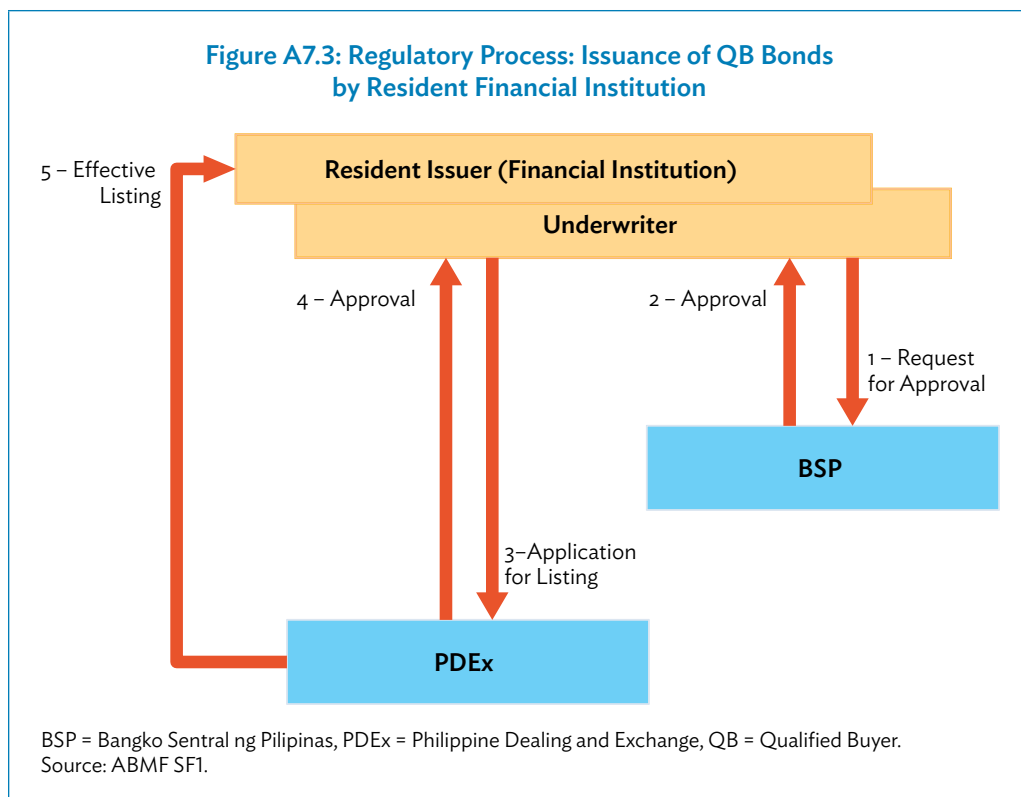 Figure A7.3: Regulatory Process: Issuance of QB Bonds
by Resident Financial Institution
5 – Effective
Listing
Resident Issuer (Financial Institution)
Underwriter
4 – Approval
2 – Approval
1 – Request
for Approval
BSP
3–Application
for Listing
PDEx
BSP = Bangko Sentral ng Pilipinas, PDEx = Philippine Dealing and Exchange, QB = Qualified Buyer.
Source: ABMF SF1.